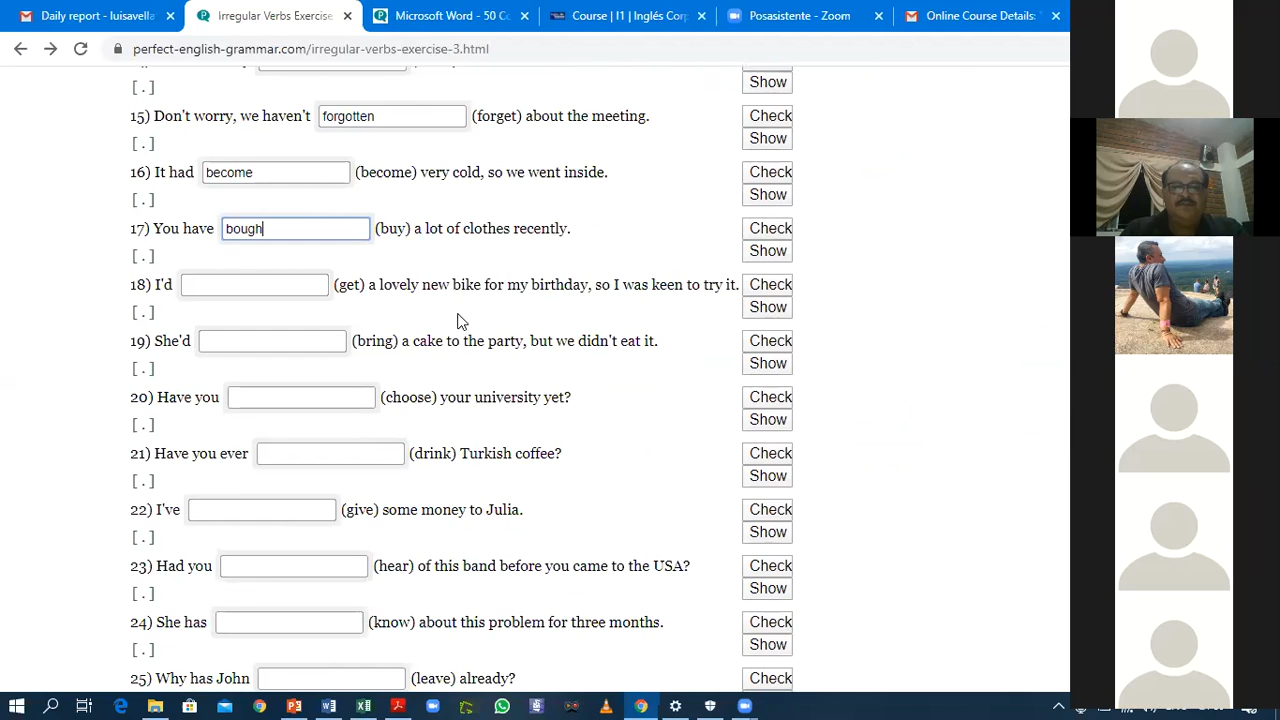 Daily report - luisavella
Irregular Verbs Exercise
Microsoft Word - 50 C
Course | I1 | Inglés Corp
Posasistente - Zoom
Online Course Details:
perfect-english-grammar.com/irregular-verbs-exercise-3.html
[ . ]
Show
15) Don't worry, we haven't forgotten (forget) about the meeting.
Check
Show
[ . ]
16) It had become (become) very cold, so we went inside.
Check
Show
[ . ]
17) You have bough (buy) a lot of clothes recently.
Check
Show
[ . ]
18) I'd (get) a lovely new bike for my birthday, so I was keen to try it.
Check
Show
[ . ]
19) She'd (bring) a cake to the party, but we didn't eat it.
Check
Show
[ . ]
20) Have you (choose) your university yet?
Check
Show
[ . ]
21) Have you ever (drink) Turkish coffee?
Check
Show
[ . ]
22) I've (give) some money to Julia.
Check
Show
[ . ]
23) Had you (hear) of this band before you came to the USA?
Check
Show
[ . ]
24) She has (know) about this problem for three months.
Check
Show
[ . ]
25) Why has John (leave) already?
Check